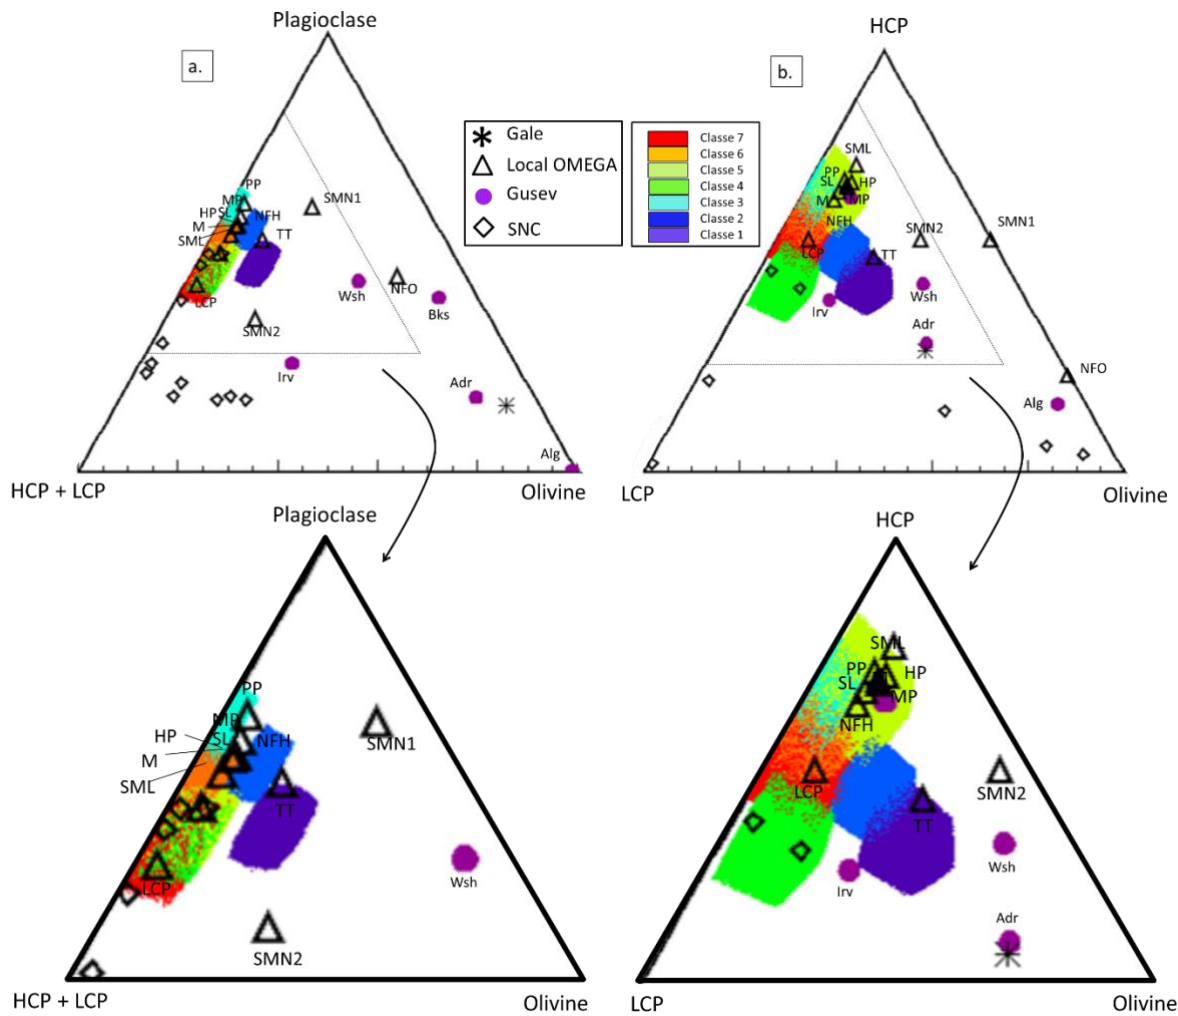 Plagioclase
a.
PP
MP
HP
SL
NFH
M
SML
TT
LCP
SMN1
SMN2
Wsh
NFO
Bks
Irv
Adr
Alg
HCP + LCP
Olivine
Gale
Local OMEGA
Gusev
SNC
Classe 7
Classe 6
Classe 5
Classe 4
Classe 3
Classe 2
Classe 1
HCP
b.
SML
PP
SL
HP
M
MP
NFH
LCP
TT
SMN2
SMN1
Irv
Wsh
Adr
NFO
Alg
LCP
Olivine
Plagioclase
PP
MP
HP
SL
NFH
M
SML
TT
LCP
SMN1
Wsh
SMN2
HCP + LCP
Olivine
HCP
SML
PP
HP
SL
MP
NFH
LCP
TT
SMN2
Wsh
Irv
Adr
LCP
Olivine